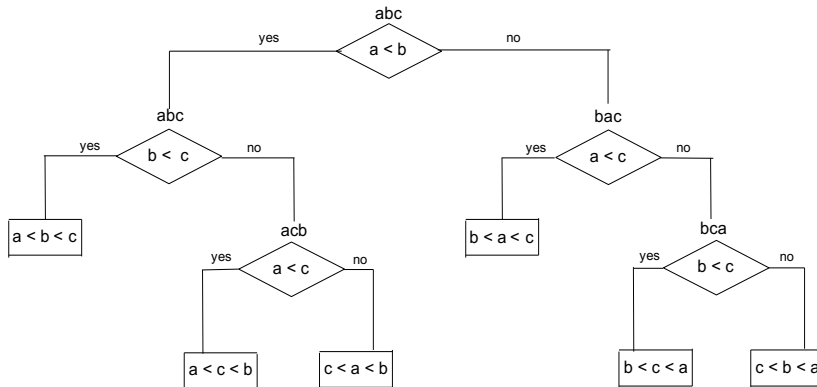 abc
yes
a < b
no
abc
bac
yes
b < c
no
yes
a < c
no
a < b < c
acb
b < a < c
bca
yes
a < c
no
yes
b < c
no
a < c < b
c < a < b
b < c < a
c < b < a